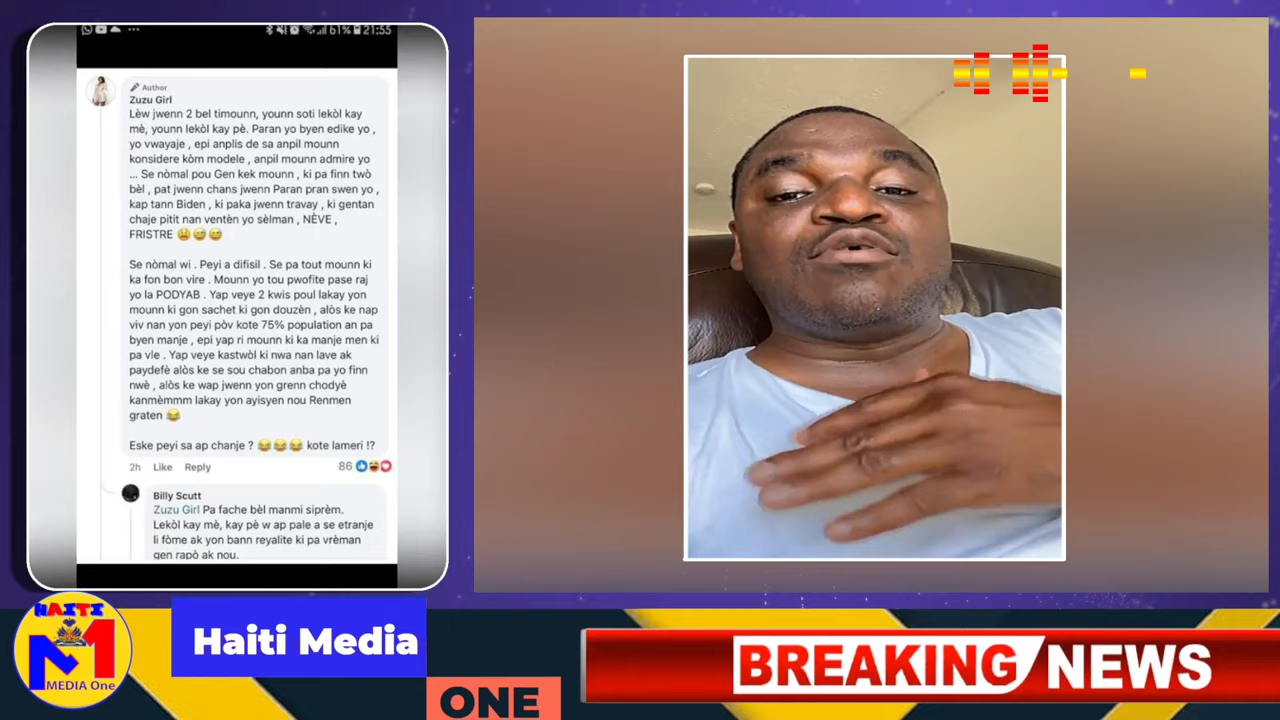 61% 21:55
Author
Zuzu Girl
Lèw jwenn 2 bel timounn, younn soti lekòl kay
mè, younn lekòl kay pè. Paran yo byen edike yo ,
yo vwayaje , epi anplis de sa anpil mounn
konsidere kòm modele , anpil mounn admire yo
... Se nòmal pou Gen kek mounn , ki pa finn twò
bèl , pat jwenn chans jwenn Paran pran swen yo ,
kap tann Biden , ki paka jwenn travay , ki gentan
chaje pitit nan ventèn yo sèlman , NÈVE ,
FRISTRE 😩😅😅
Se nòmal wi . Peyi a difisil . Se pa tout mounn ki
ka fon bon vire . Mounn yo tou pwofite pase raj
yo la PODYAB . Yap veye 2 kwis poul lakay yon
mounn ki gon sachet ki gon douzèn , alòs ke nap
viv nan yon peyi pòv kote 75% population an pa
byen manje , epi yap ri mounn ki ka manje men ki
pa vle . Yap veye kastwòl ki nwa nan lave ak
paydefè alòs ke se sou chabon anba pa yo finn
nwè , alòs ke wap jwenn yon grenn chodyè
kanmèmmm lakay yon ayisyen nou Renmen
graten 😂
Eske peyi sa ap chanje ? 😂😂😂 kote lameri !?
2h Like Reply 86
Billy Scutt
Zuzu Girl Pa fache bèl manmi siprèm.
Lekòl kay mè, kay pè w ap pale a se etranje
li fòme ak yon bann reyalite ki pa vrèman
gen rapò ak nou.
HAITI
M1
MEDIA One
Haiti Media
ONE
BREAKING NEWS